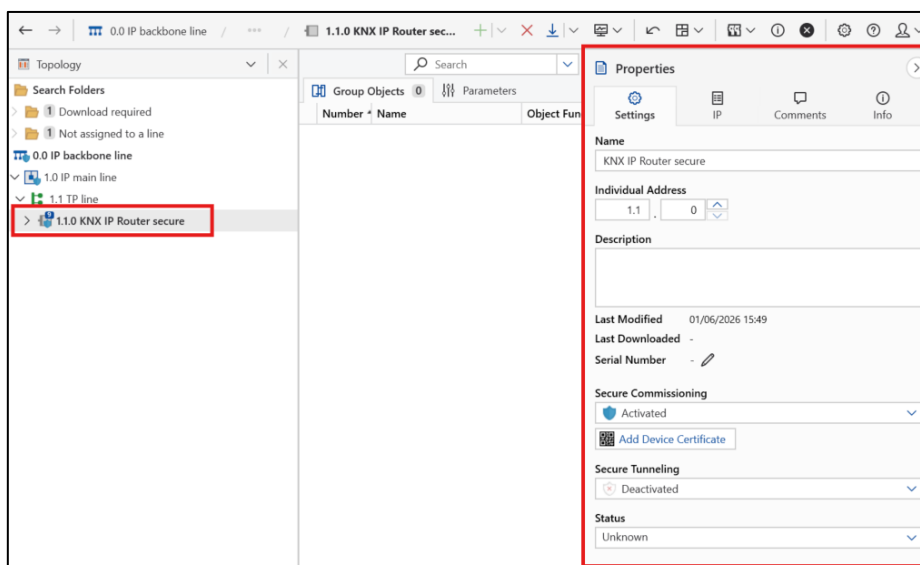 0.0 IP backbone line / ... / 1.1.0 KNX IP Router sec...
Topology
Search Folders
1 Download required
1 Not assigned to a line
0.0 IP backbone line
1.0 IP main line
1.1 TP line
1.1.0 KNX IP Router secure
Search
Group Objects 0 Parameters
Number Name Object Fun
Properties
Settings IP Comments Info
Name
KNX IP Router secure
Individual Address
1.1 . 0
Description
Last Modified 01/06/2026 15:49
Last Downloaded -
Serial Number -
Secure Commissioning
Activated
Add Device Certificate
Secure Tunneling
Deactivated
Status
Unknown